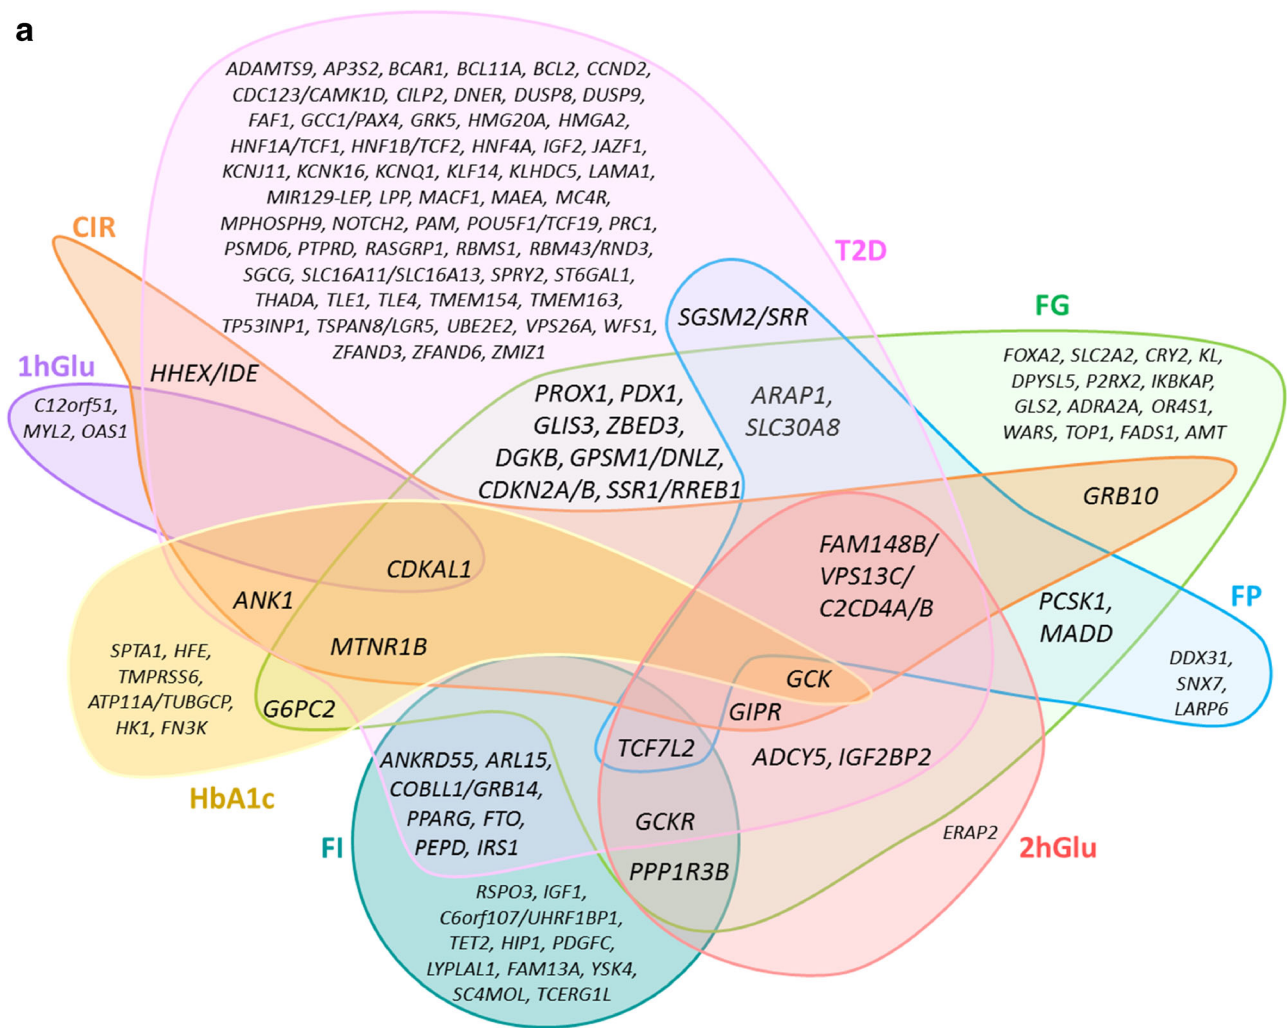 a
ADAMTS9, AP3S2, BCAR1, BCL11A, BCL2, CCND2,
CDC123/CAMK1D, CILP2, DNER, DUSP8, DUSP9,
FAF1, GCC1/PAX4, GRK5, HMG20A, HMGA2,
HNF1A/TCF1, HNF1B/TCF2, HNF4A, IGF2, JAZF1,
KCNJ11, KCNK16, KCNQ1, KLF14, KLHDC5, LAMA1,
MIR129-LEP, LPP, MACF1, MAEA, MC4R,
MPHOSPH9, NOTCH2, PAM, POU5F1/TCF19, PRC1,
PSMD6, PTPRD, RASGRP1, RBMS1, RBM43/RND3,
SGCG, SLC16A11/SLC16A13, SPRY2, ST6GAL1,
THADA, TLE1, TLE4, TMEM154, TMEM163,
TP53INP1, TSPAN8/LGR5, UBE2E2, VPS26A, WFS1,
ZFAND3, ZFAND6, ZMIZ1
CIR
T2D
FG
SGSM2/SRR
1hGlu
HHEX/IDE
C12orf51,
MYL2, OAS1
PROX1, PDX1,
GLIS3, ZBED3,
DGKB, GPSM1/DNLZ,
CDKN2A/B, SSR1/RREB1
ARAP1,
SLC30A8
FOXA2, SLC2A2, CRY2, KL,
DPYSL5, P2RX2, IKBKAP,
GLS2, ADRA2A, OR4S1,
WARS, TOP1, FADS1, AMT
GRB10
CDKAL1
ANK1
MTNR1B
FAM148B/
VPS13C/
C2CD4A/B
PCSK1,
MADD
FP
DDX31,
SNX7,
LARP6
SPTA1, HFE,
TMPRSS6,
ATP11A/TUBGCP,
HK1, FN3K
G6PC2
GCK
GIPR
TCF7L2
ADCY5, IGF2BP2
HbA1c
ANKRD55, ARL15,
COBLL1/GRB14,
PPARG, FTO,
PEPD, IRS1
FI
GCKR
PPP1R3B
ERAP2
2hGlu
RSPO3, IGF1,
C6orf107/UHRF1BP1,
TET2, HIP1, PDGFC,
LYPLAL1, FAM13A, YSK4,
SC4MOL, TCERG1L